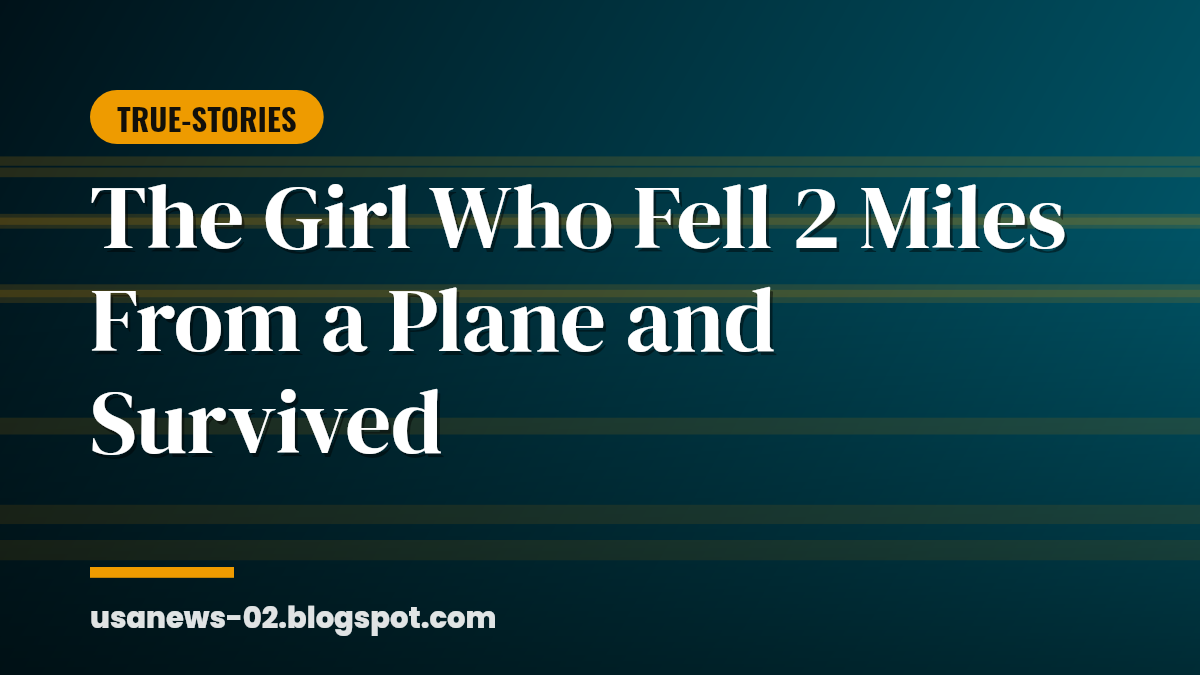 TRUE-STORIES
The Girl Who Fell 2 Miles
From a Plane and
Survived
usanews-02.blogspot.com